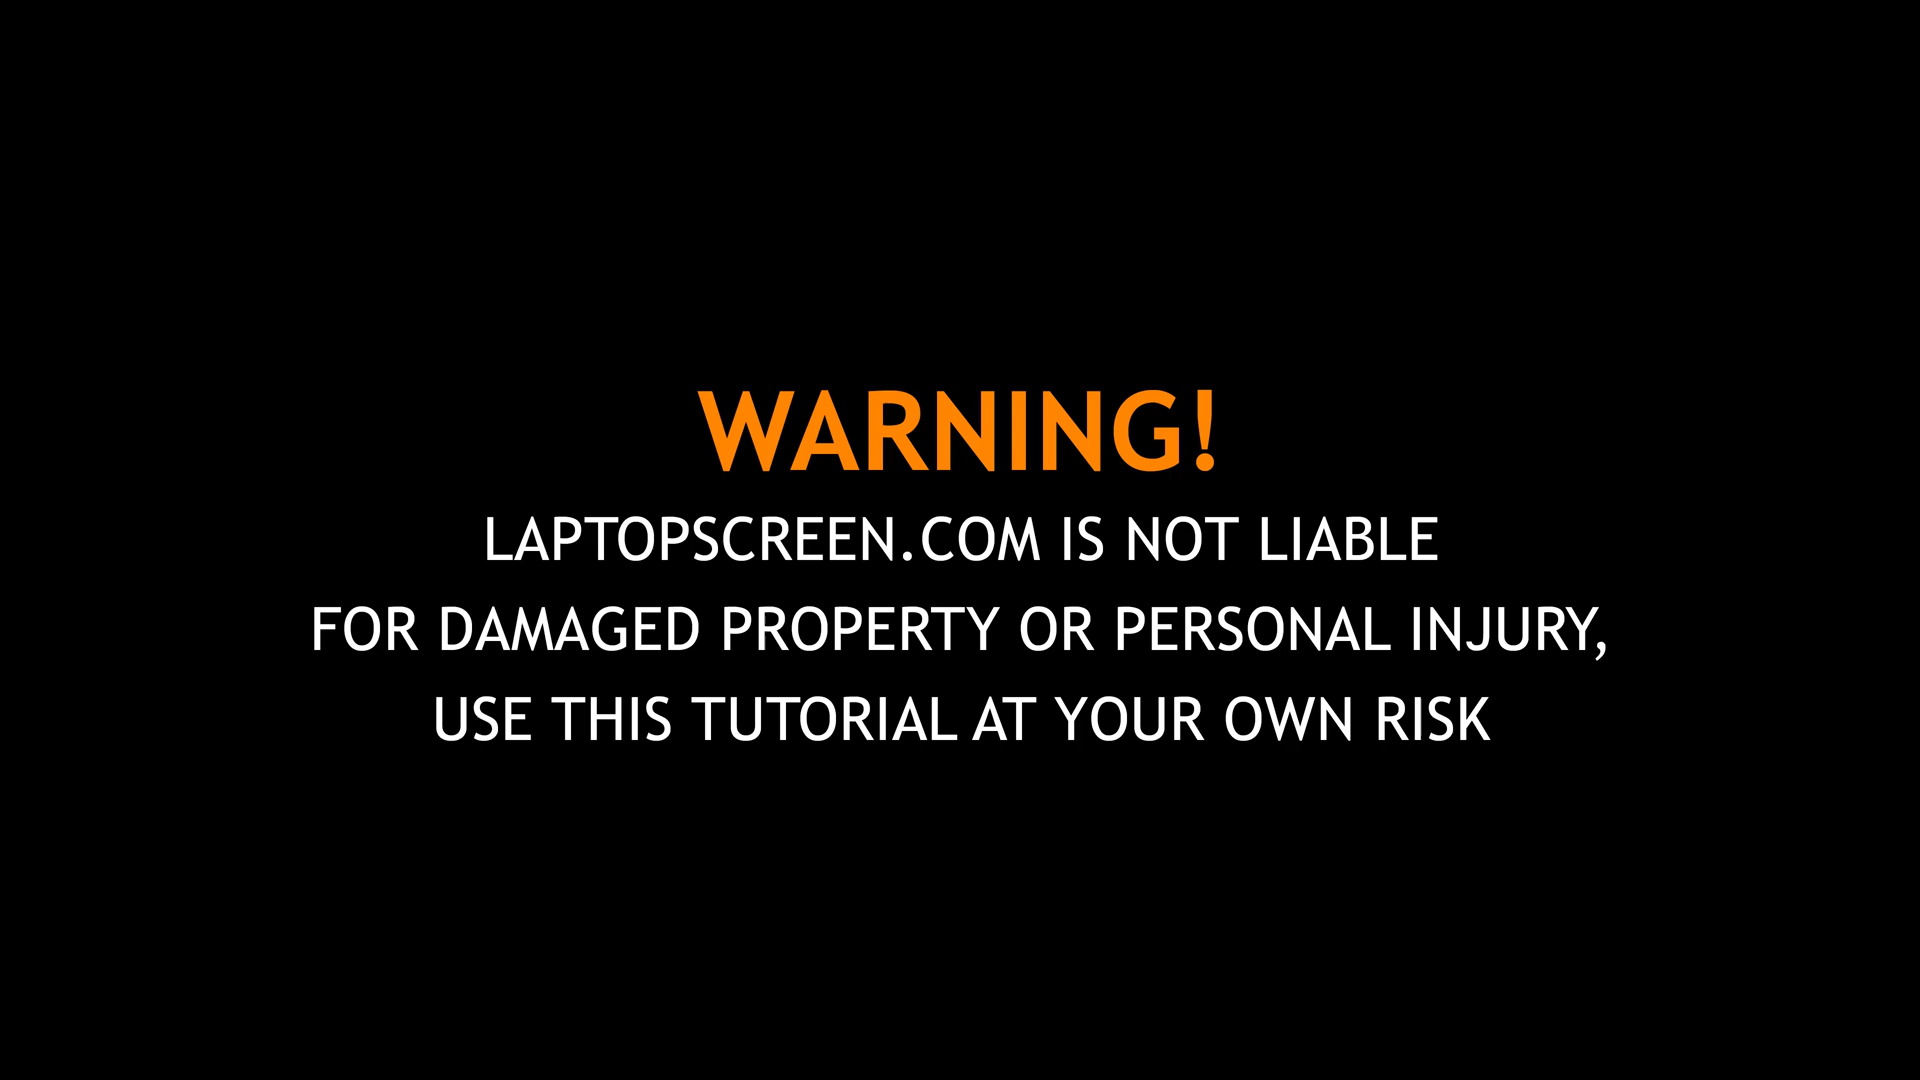 WARNING!
LAPTOPSCREEN.COM IS NOT LIABLE
FOR DAMAGED PROPERTY OR PERSONAL INJURY,
USE THIS TUTORIAL AT YOUR OWN RISK